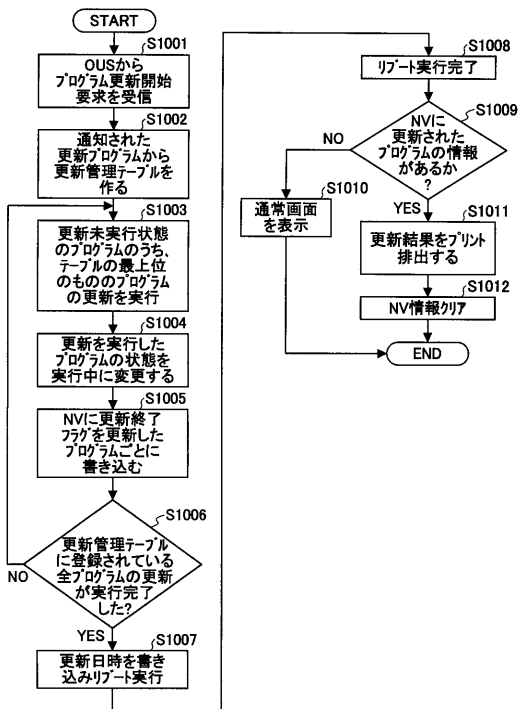 START
S1001
OUSから
プログラム更新開始
要求を受信
S1002
通知された
更新プログラムから
更新管理テーブルを
作る
S1003
更新未実行状態
のプログラムのうち、
テーブルの最上位
のもののプログラム
の更新を実行
S1004
更新を実行した
プログラムの状態を
実行中に変更する
S1005
NVに更新終了
フラグを更新した
プログラムごとに
書き込む
S1006
更新管理テーブル
に登録されている
全プログラムの更新
が実行完了
した?
NO
YES
S1007
更新日時を書き
込みリブート実行
S1008
リブート実行完了
S1009
NVに
更新された
プログラムの情報
があるか
?
NO
S1010
通常画面
を表示
YES
S1011
更新結果をプリント
排出する
S1012
NV情報クリア
END